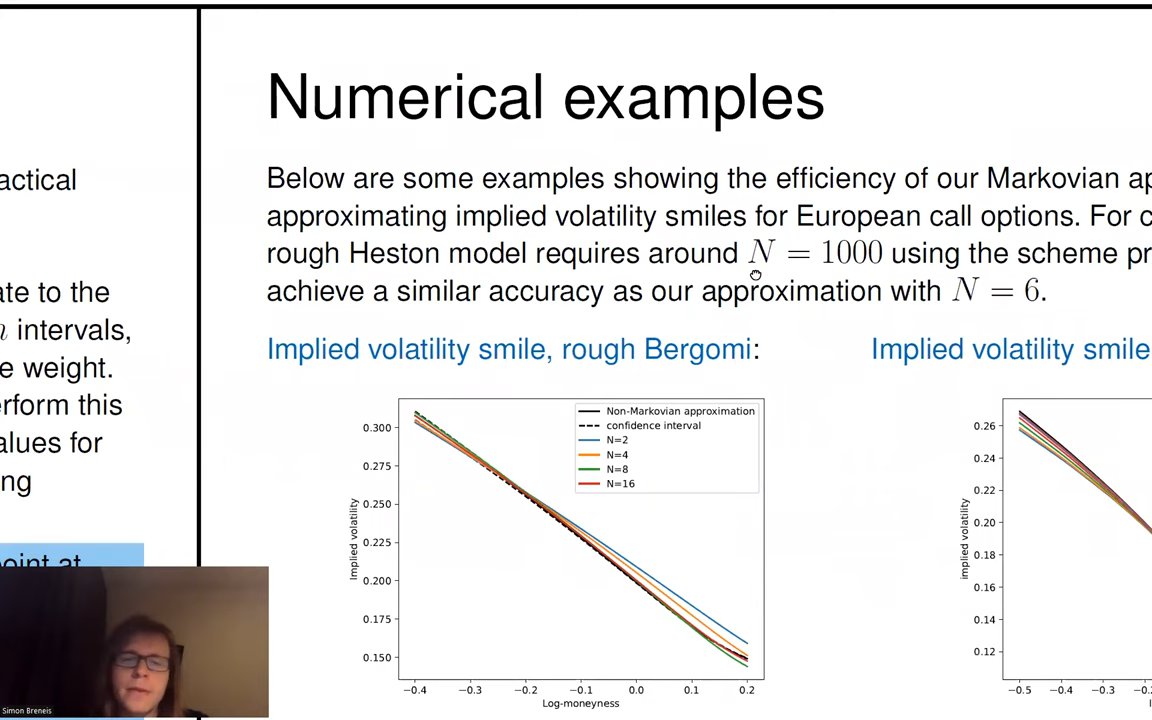 actical
ate to the
n intervals,
e weight.
erform this
alues for
ng
point at
Simon Breneis
Numerical examples
Below are some examples showing the efficiency of our Markovian ap
approximating implied volatility smiles for European call options. For c
rough Heston model requires around N = 1000 using the scheme pr
achieve a similar accuracy as our approximation with N = 6.
Implied volatility smile, rough Bergomi:
Non-Markovian approximation
confidence interval
N=2
N=4
N=8
N=16
0.300
0.275
0.250
0.225
0.200
0.175
0.150
Implied volatility
−0.4 −0.3 −0.2 −0.1 0.0 0.1 0.2
Log-moneyness
Implied volatility smile
0.26
0.24
0.22
0.20
0.18
0.16
0.14
0.12
implied volatility
−0.5 −0.4 −0.3 −0.2